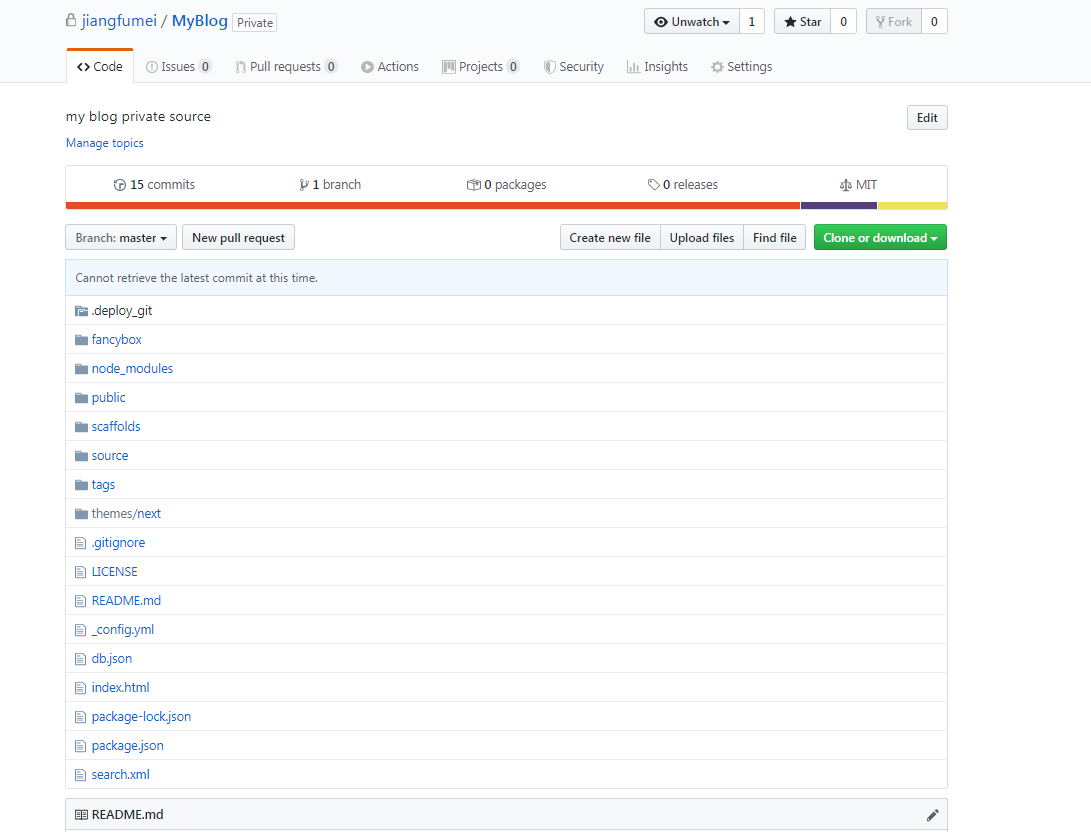 jiangfumei / MyBlog Private Unwatch 1 Star 0 Fork 0
Code Issues 0 Pull requests 0 Actions Projects 0 Security Insights Settings
my blog private source Edit
Manage topics
15 commits 1 branch 0 packages 0 releases MIT
Branch: master New pull request Create new file Upload files Find file Clone or download
Cannot retrieve the latest commit at this time.
.deploy_git
fancybox
node_modules
public
scaffolds
source
tags
themes/next
.gitignore
LICENSE
README.md
_config.yml
db.json
index.html
package-lock.json
package.json
search.xml
README.md